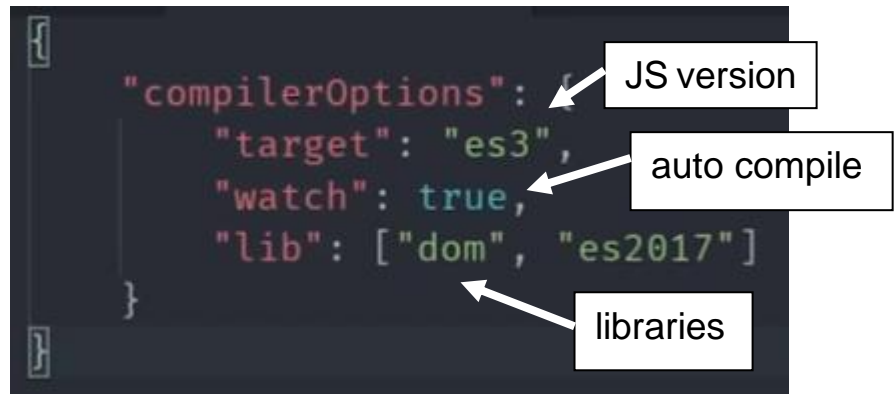 {
"compilerOptions": {
JS version
"target": "es3",
auto compile
"watch": true,
"lib": ["dom", "es2017"]
}
libraries
}